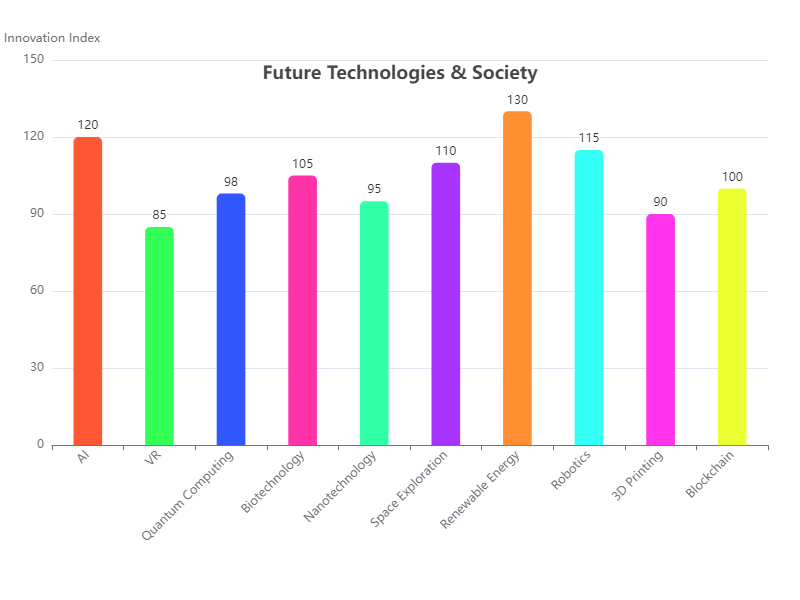 Innovation Index
Future Technologies & Society
150
120
90
60
30
0
120
85
98
105
95
110
130
115
90
100
AI
VR
Quantum Computing
Biotechnology
Nanotechnology
Space Exploration
Renewable Energy
Robotics
3D Printing
Blockchain